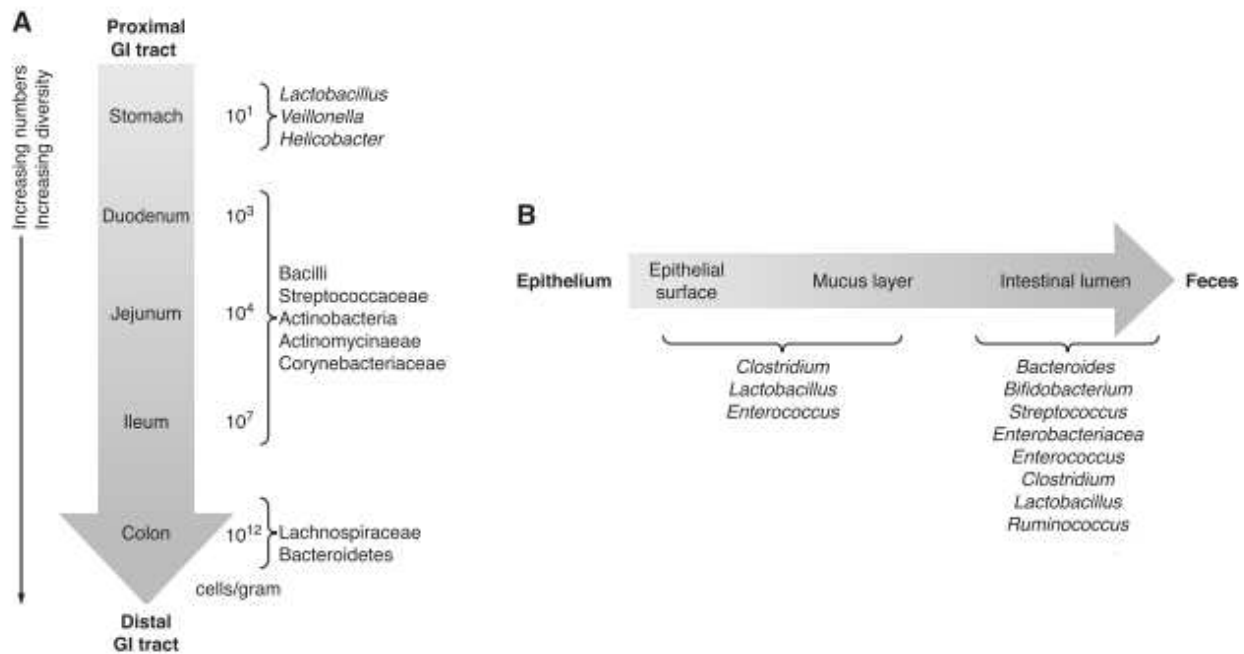 A
Proximal
GI tract
Increasing numbers
Increasing diversity
Stomach
10¹
Lactobacillus
Veillonella
Helicobacter
Duodenum
10³
Jejunum
10⁴
Bacilli
Streptococcaceae
Actinobacteria
Actinomycinaeae
Corynebacteriaceae
Ileum
10⁷
Colon
10¹²
Lachnospiraceae
Bacteroidetes
cells/gram
Distal
GI tract
B
Epithelium
Epithelial
surface
Mucus layer
Intestinal lumen
Feces
Clostridium
Lactobacillus
Enterococcus
Bacteroides
Bifidobacterium
Streptococcus
Enterobacteriacea
Enterococcus
Clostridium
Lactobacillus
Ruminococcus